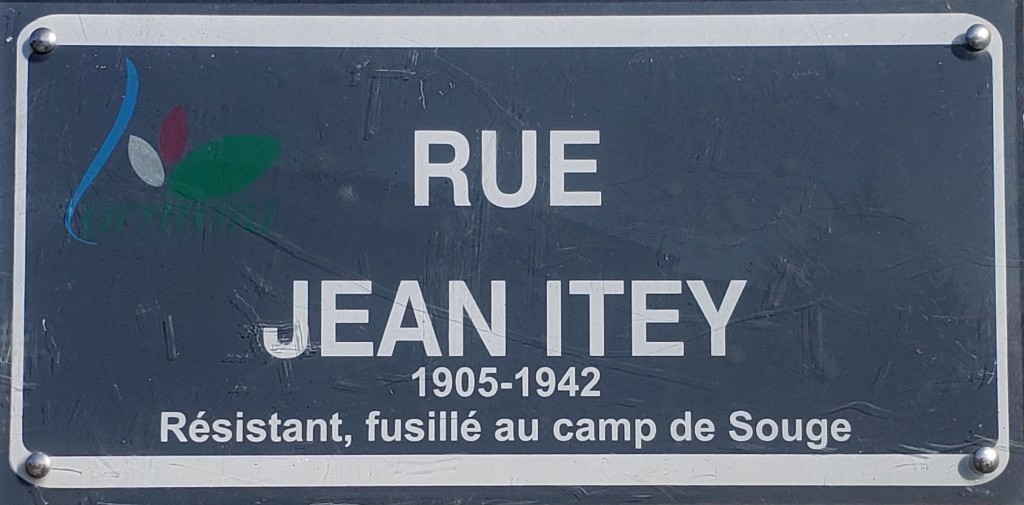 RUE
JEAN ITEY
1905-1942
Résistant, fusillé au camp de Souge